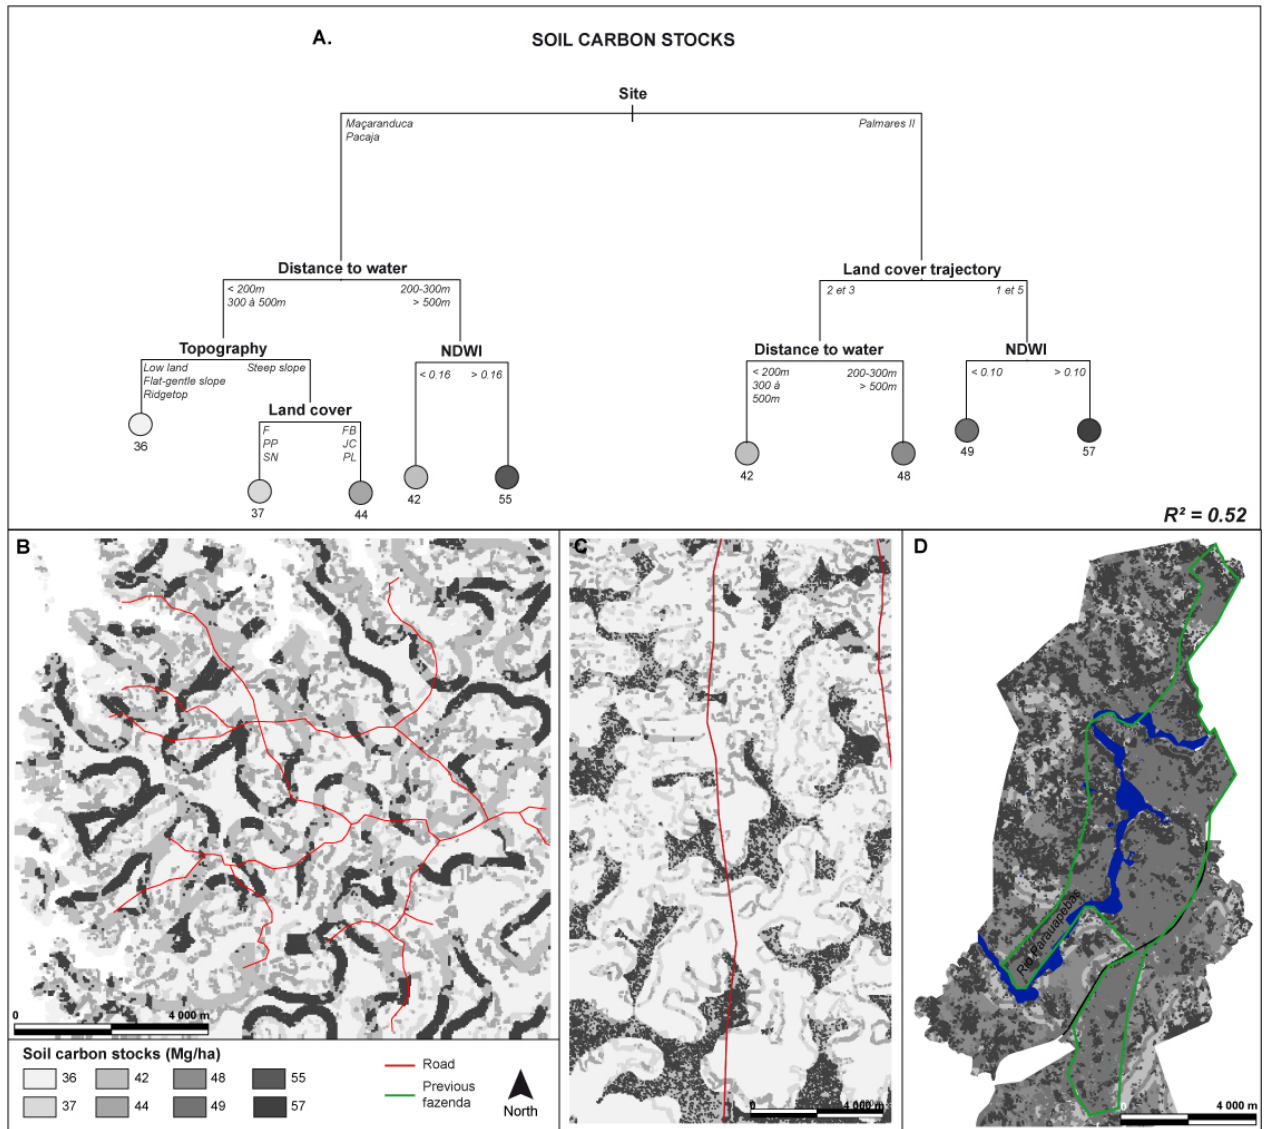 A.
SOIL CARBON STOCKS
Site
Maçaranduca
Pacaja
Palmares II
Distance to water
< 200m
300 à 500m
200-300m
> 500m
Land cover trajectory
2 et 3
1 et 5
Topography
Low land
Flat-gentle slope
Ridgetop
Steep slope
NDWI
< 0.16
> 0.16
Distance to water
< 200m
300 à
500m
200-300m
> 500m
NDWI
< 0.10
> 0.10
Land cover
F
PP
SN
FB
JC
PL
36
37
44
42
55
42
48
49
57
R² = 0.52
B
0
4 000 m
C
0
4 000 m
D
Rio Parauapebas
0
4 000 m
Soil carbon stocks (Mg/ha)
36
42
48
55
37
44
49
57
Road
Previous
fazenda
North